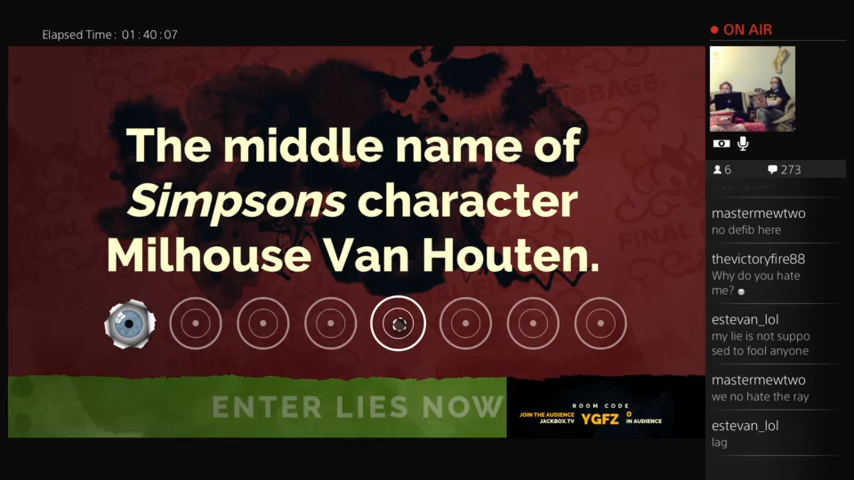 Elapsed Time : 01:40:07
ON AIR
The middle name of
Simpsons character
Milhouse Van Houten.
ENTER LIES NOW
ROOM CODE
JOIN THE AUDIENCE
JACKBOX.TV
YGFZ
0
IN AUDIENCE
6
273
mastermewtwo
no defib here
thevictoryfire88
Why do you hate
me?
estevan_lol
my lie is not suppo
sed to fool anyone
mastermewtwo
we no hate the ray
estevan_lol
lag